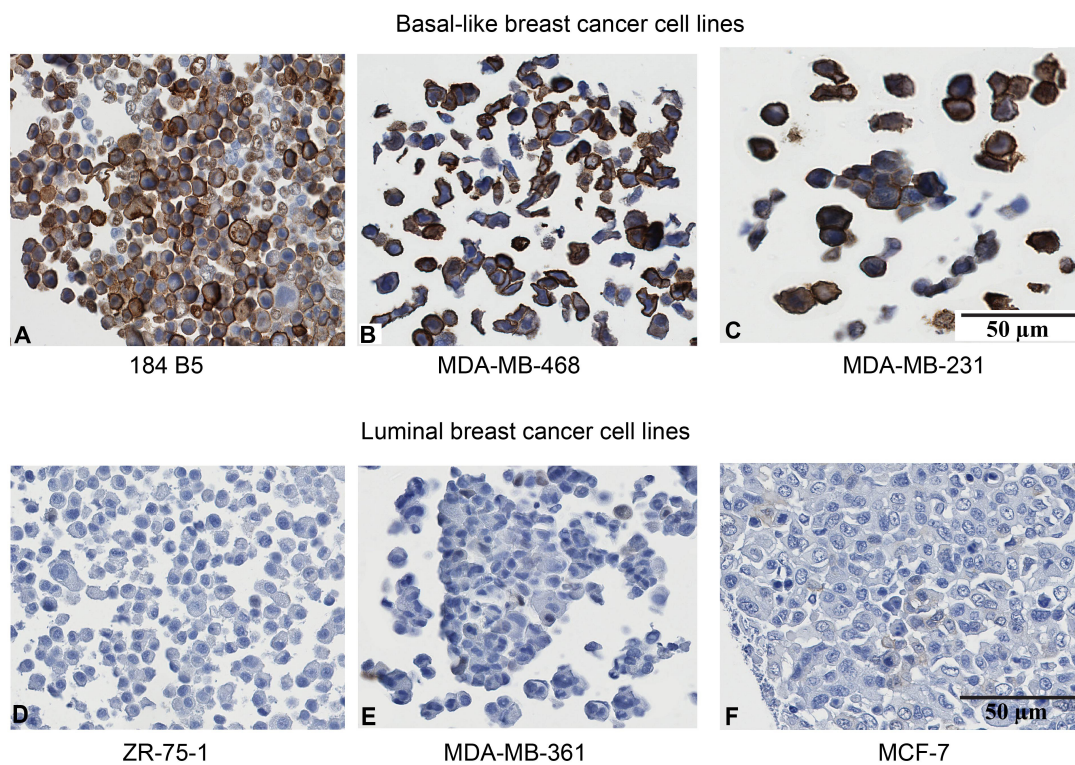 Basal-like breast cancer cell lines
A
B
C
50 µm
184 B5
MDA-MB-468
MDA-MB-231
Luminal breast cancer cell lines
D
E
F
50 µm
ZR-75-1
MDA-MB-361
MCF-7